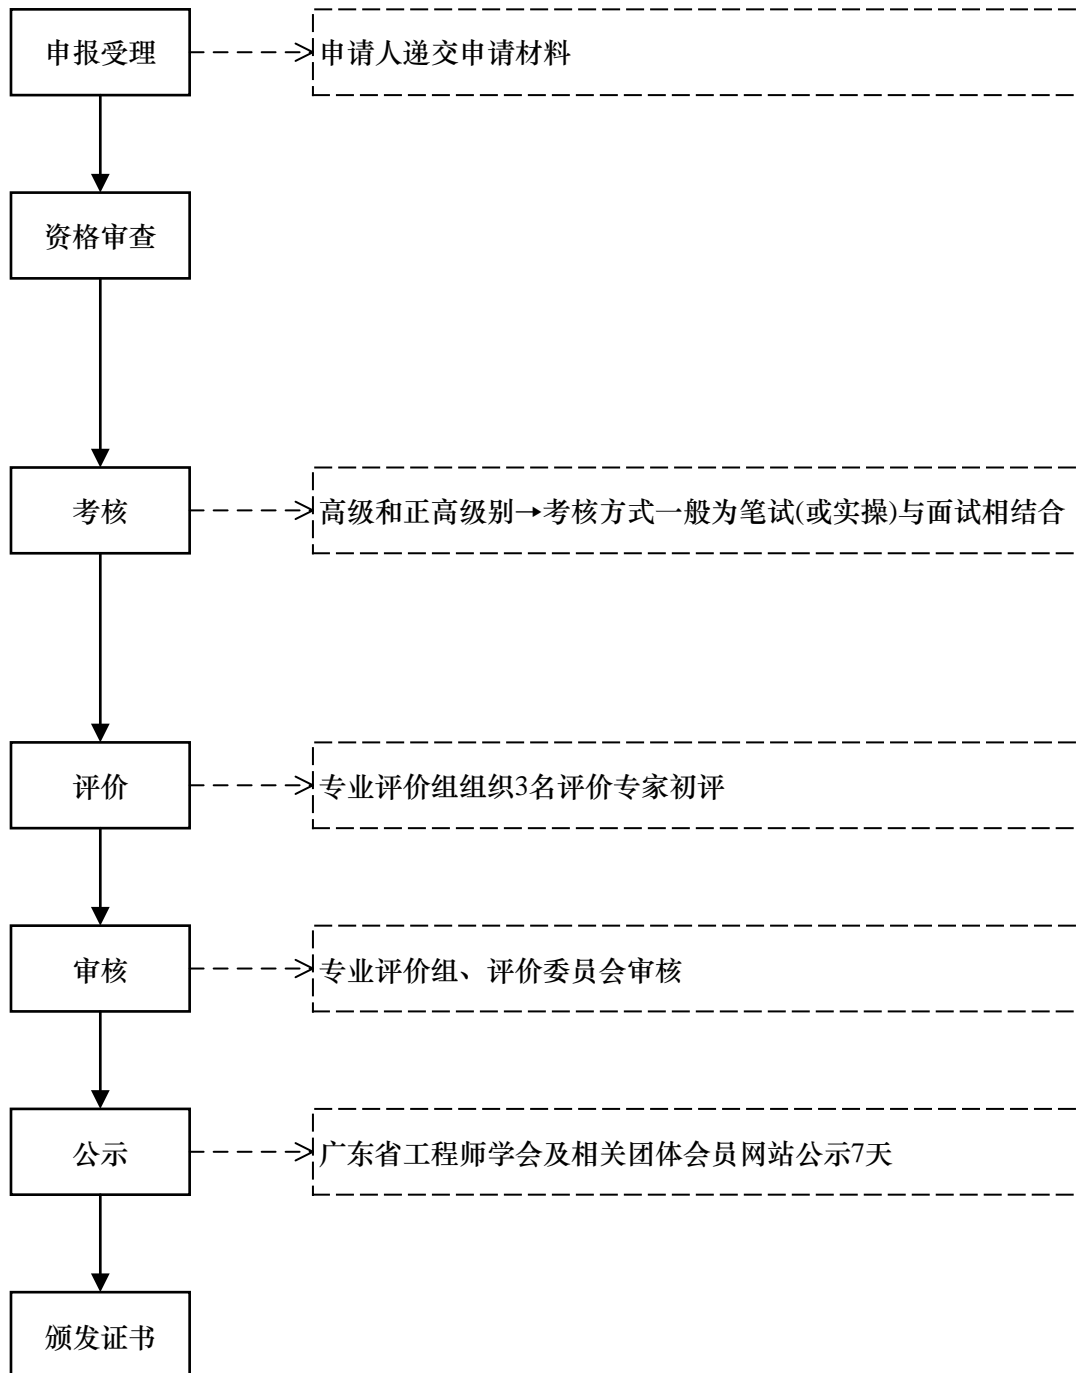 申报受理
申请人递交申请材料
资格审查
考核
高级和正高级别→考核方式一般为笔试(或实操)与面试相结合
评价
专业评价组组织3名评价专家初评
审核
专业评价组、评价委员会审核
公示
广东省工程师学会及相关团体会员网站公示7天
颁发证书